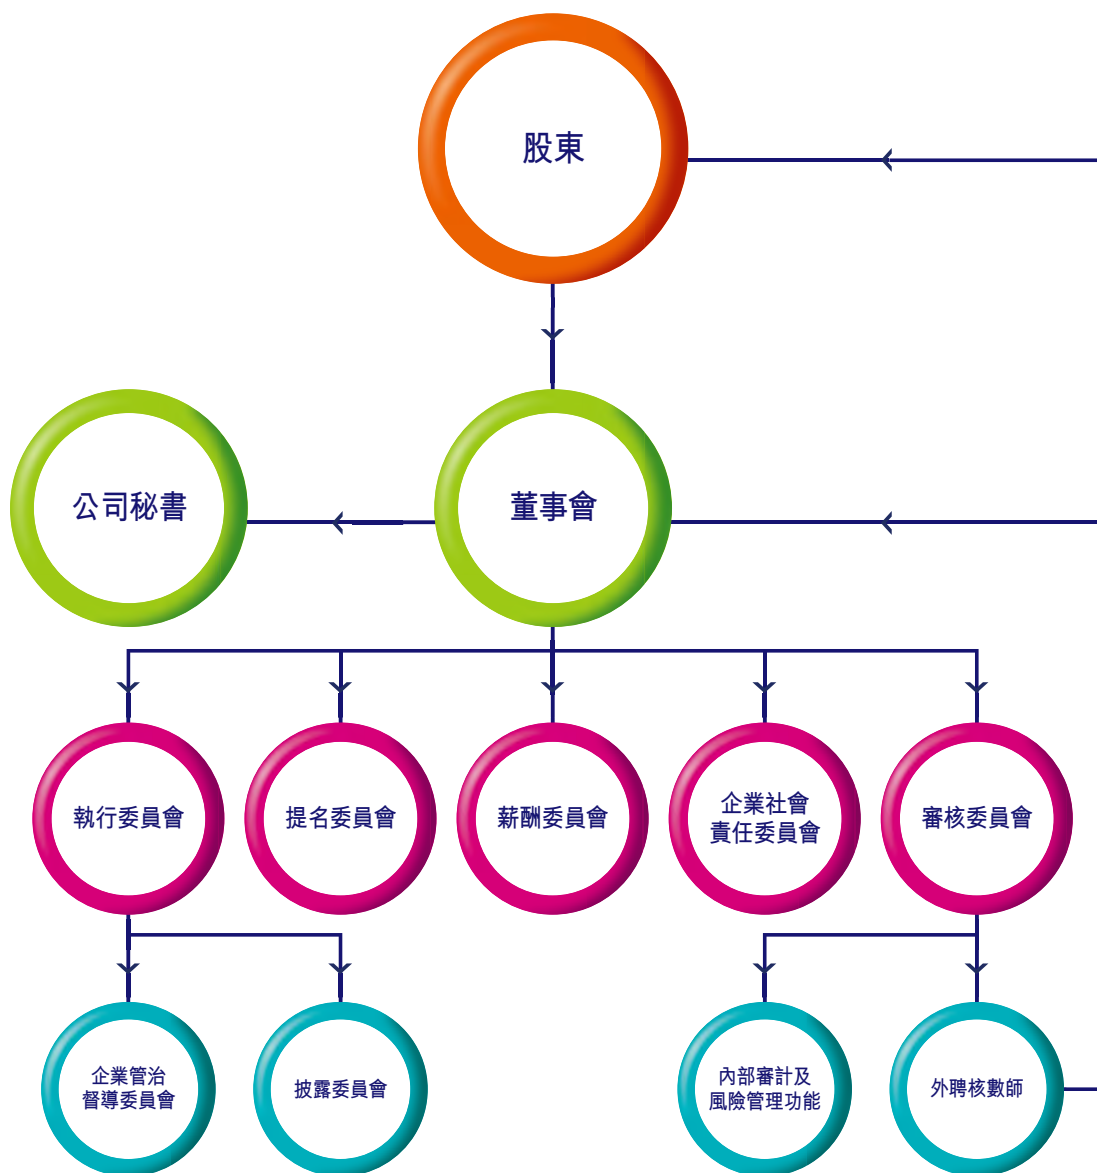 股東
公司秘書
董事會
執行委員會
提名委員會
薪酬委員會
企業社會
責任委員會
審核委員會
企業管治
督導委員會
披露委員會
內部審計及
風險管理功能
外聘核數師